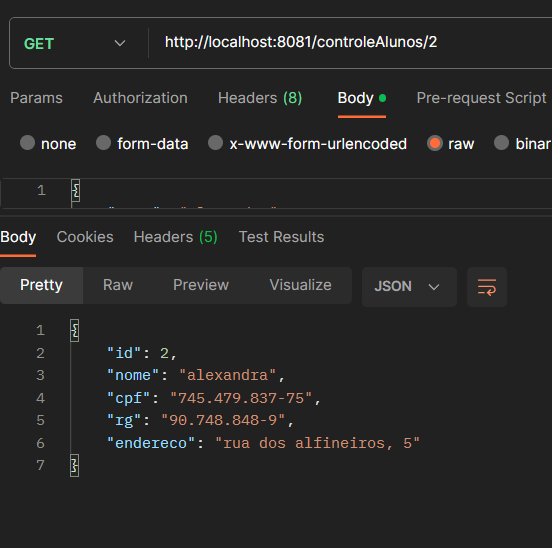 GET http://localhost:8081/controleAlunos/2
Params Authorization Headers (8) Body Pre-request Script
none form-data x-www-form-urlencoded raw binar
1 {
Body Cookies Headers (5) Test Results
Pretty Raw Preview Visualize JSON
1 {
2 "id": 2,
3 "nome": "alexandra",
4 "cpf": "745.479.837-75",
5 "rg": "90.748.848-9",
6 "endereco": "rua dos alfineiros, 5"
7 }